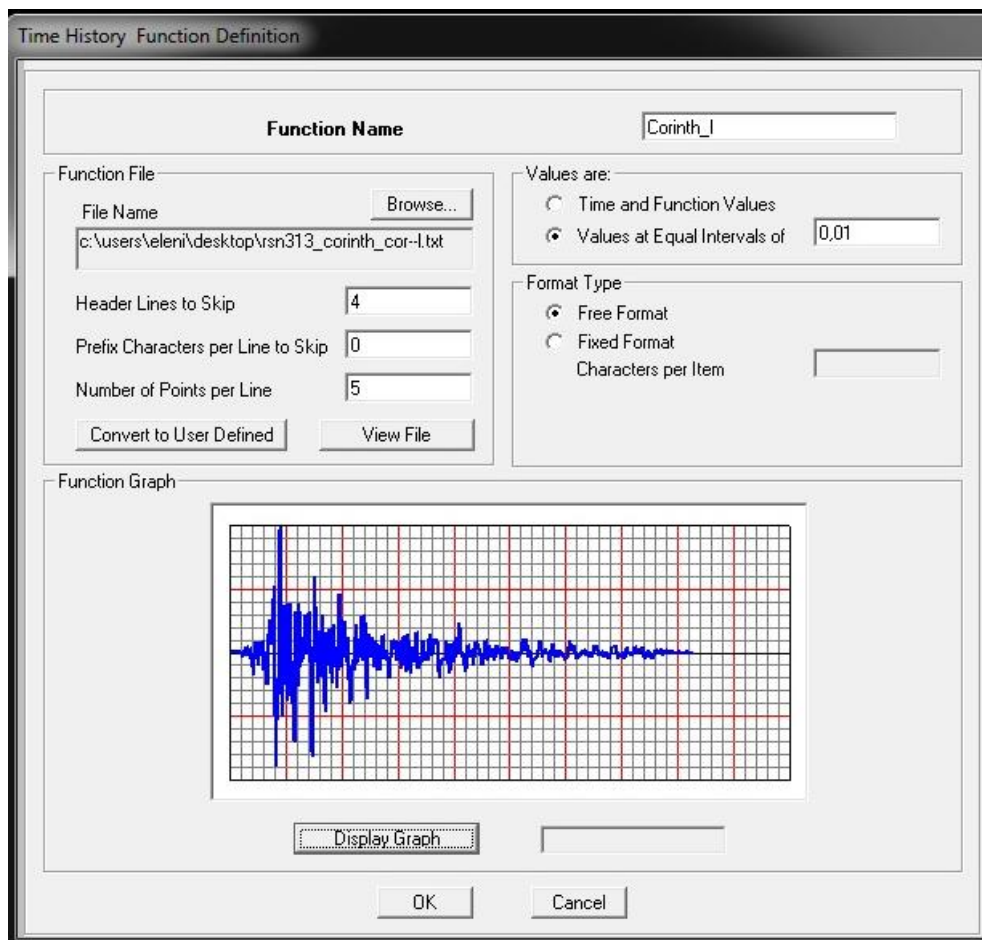 Time History Function Definition
Function Name
Corinth_l
Function File
File Name
Browse...
c:\users\eleni\desktop\rsn313_corinth_cor--l.txt
Header Lines to Skip
4
Prefix Characters per Line to Skip
0
Number of Points per Line
5
Convert to User Defined
View File
Values are:
Time and Function Values
Values at Equal Intervals of
0,01
Format Type
Free Format
Fixed Format
Characters per Item
Function Graph
Display Graph
OK
Cancel